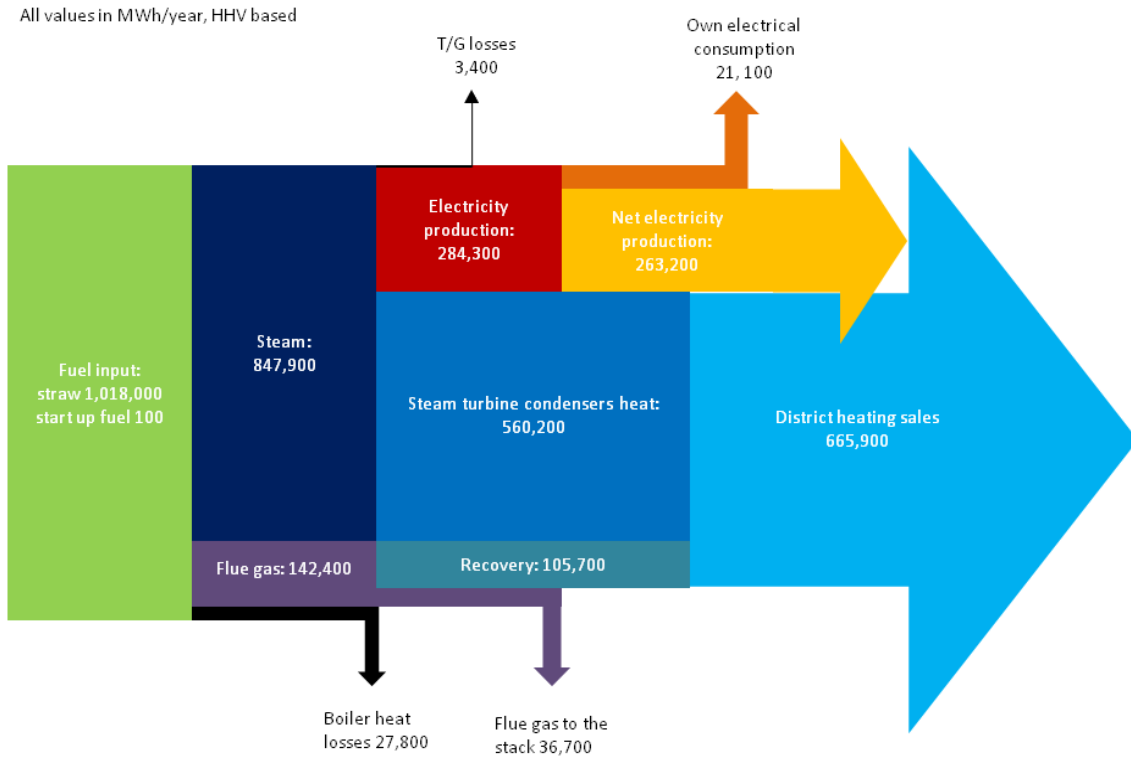 All values in MWh/year, HHV based
T/G losses
3,400
Own electrical
consumption
21, 100
Electricity
production:
284,300
Net electricity
production:
263,200
Fuel input:
straw 1,018,000
start up fuel 100
Steam:
847,900
Steam turbine condensers heat:
560,200
District heating sales
665,900
Flue gas: 142,400
Recovery: 105,700
Boiler heat
losses 27,800
Flue gas to the
stack 36,700